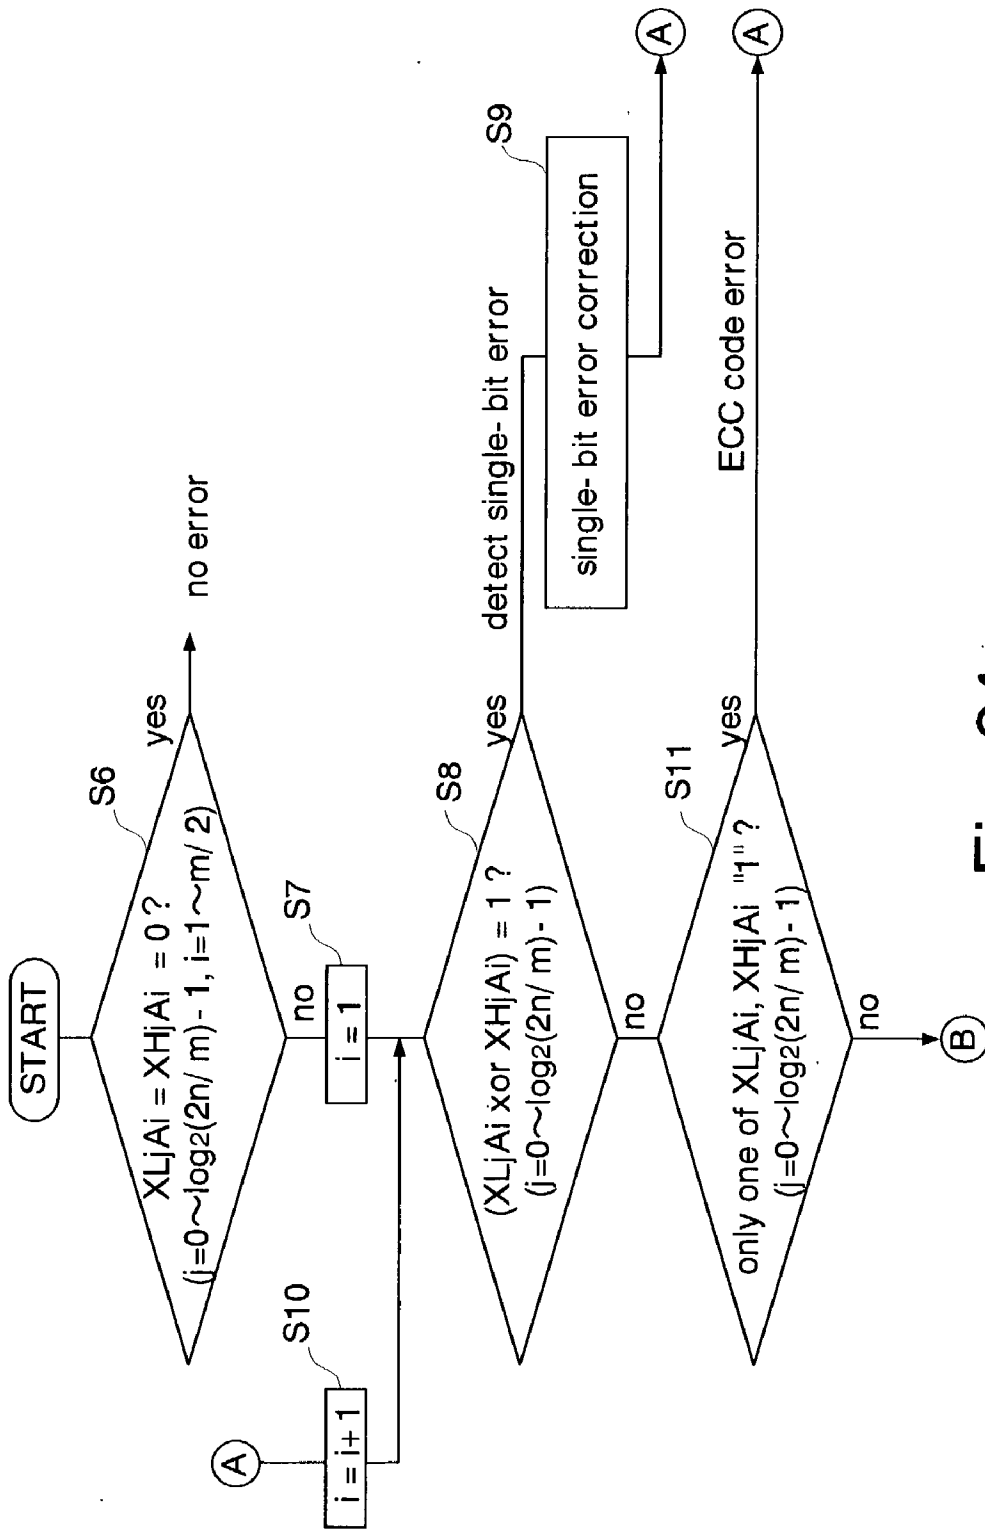 START
S6
XLjAi = XHjAi = 0 ?
(j=0～log2(2n/ m)- 1, i=1～m/ 2)
yes
no error
no
S7
i = 1
A
S10
i = i+ 1
S8
(XLjAi xor XHjAi) = 1 ?
(j=0～log2(2n/ m)- 1)
yes
detect single- bit error
S9
single- bit error correction
A
no
S11
only one of XLjAi, XHjAi "1" ?
(j=0～log2(2n/ m)- 1)
yes
ECC code error
A
no
B